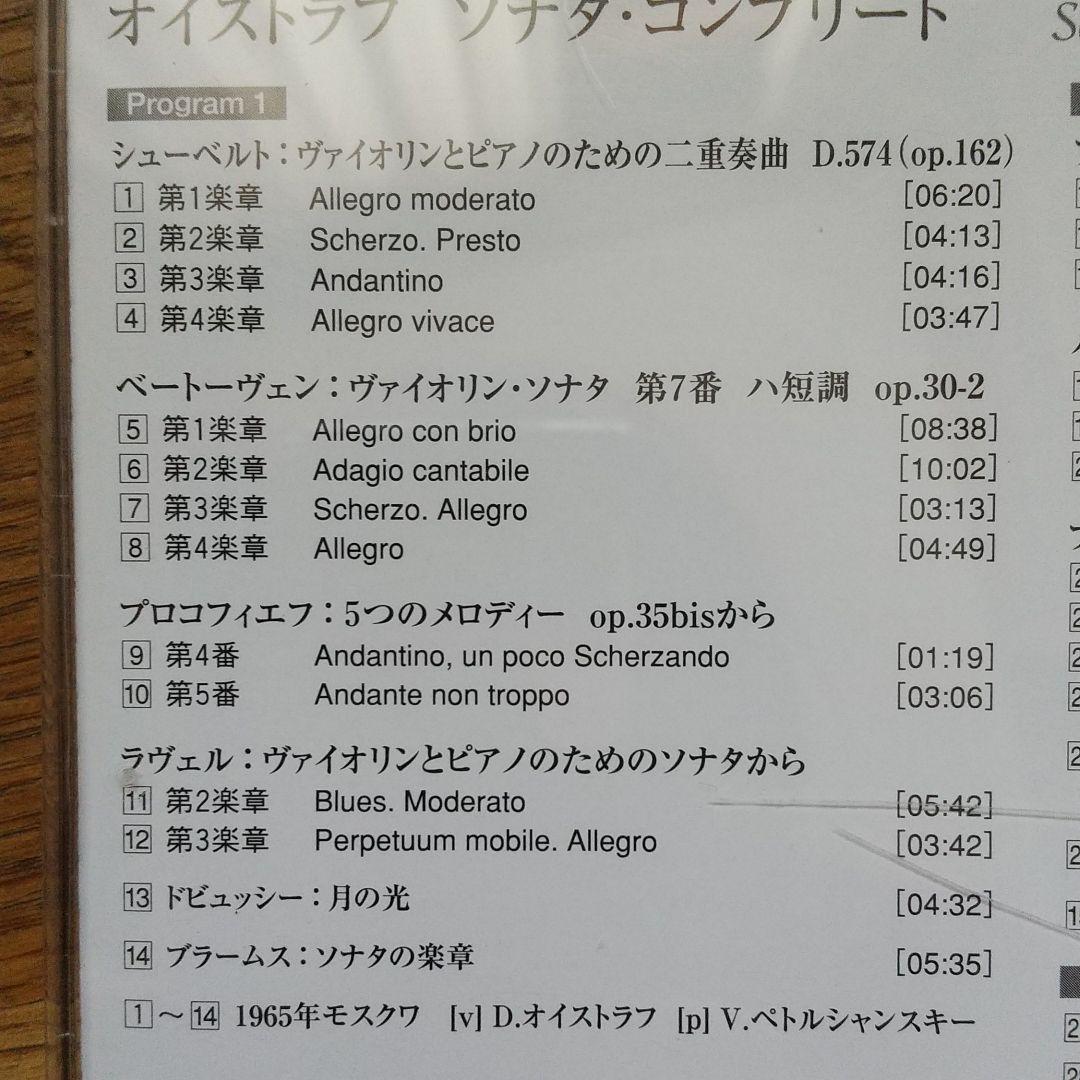 オイストラフ ソナタ・コンプリート
Program 1
シューベルト：ヴァイオリンとピアノのための二重奏曲 D.574(op.162)
1 第1楽章 Allegro moderato [06:20]
2 第2楽章 Scherzo. Presto [04:13]
3 第3楽章 Andantino [04:16]
4 第4楽章 Allegro vivace [03:47]
ベートーヴェン：ヴァイオリン・ソナタ 第7番 ハ短調 op.30-2
5 第1楽章 Allegro con brio [08:38]
6 第2楽章 Adagio cantabile [10:02]
7 第3楽章 Scherzo. Allegro [03:13]
8 第4楽章 Allegro [04:49]
プロコフィエフ：5つのメロディー op.35bisから
9 第4番 Andantino, un poco Scherzando [01:19]
10 第5番 Andante non troppo [03:06]
ラヴェル：ヴァイオリンとピアノのためのソナタから
11 第2楽章 Blues. Moderato [05:42]
12 第3楽章 Perpetuum mobile. Allegro [03:42]
13 ドビュッシー：月の光 [04:32]
14 ブラームス：ソナタの楽章 [05:35]
1～14 1965年モスクワ [v] D.オイストラフ [p] V.ペトルシャンスキー